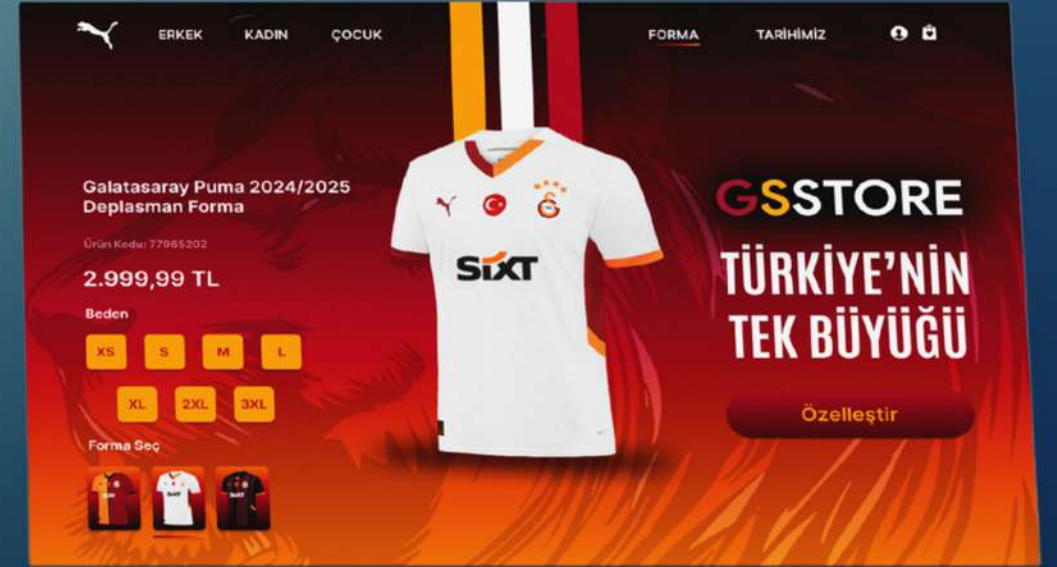 ERKEK KADIN ÇOCUK FORMA TARİHİMİZ
Galatasaray Puma 2024/2025
Deplasman Forma
Ürün Kodu: 77965202
2.999,99 TL
Beden
XS S M L
XL 2XL 3XL
Forma Seç
SIXT
GSSTORE
TÜRKİYE'NİN
TEK BÜYÜĞÜ
Özelleştir